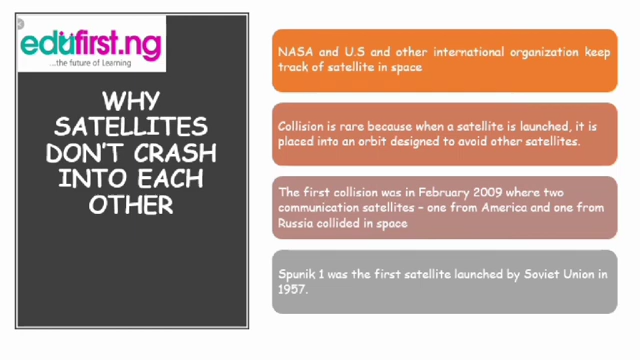 edufirst.ng
....the future of Learning
WHY
SATELLITES
DON'T CRASH
INTO EACH
OTHER
NASA and U.S and other international organization keep
track of satellite in space
Collision is rare because when a satellite is launched, it is
placed into an orbit designed to avoid other satellites.
The first collision was in February 2009 where two
communication satellites – one from America and one from
Russia collided in space
Spunik 1 was the first satellite launched by Soviet Union in
1957.